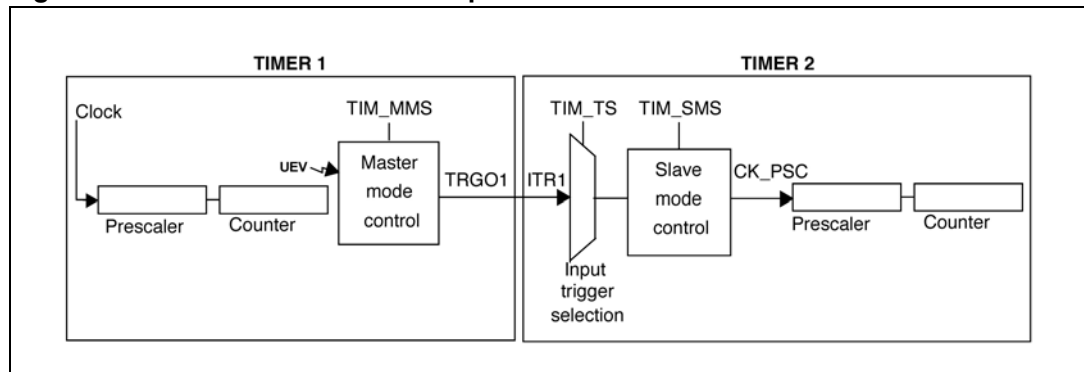 TIMER 1
TIMER 2
Clock
TIM_MMS
TIM_TS
TIM_SMS
UEV
Master
mode
control
TRGO1
ITR1
Slave
mode
control
CK_PSC
Prescaler
Counter
Prescaler
Counter
Input
trigger
selection